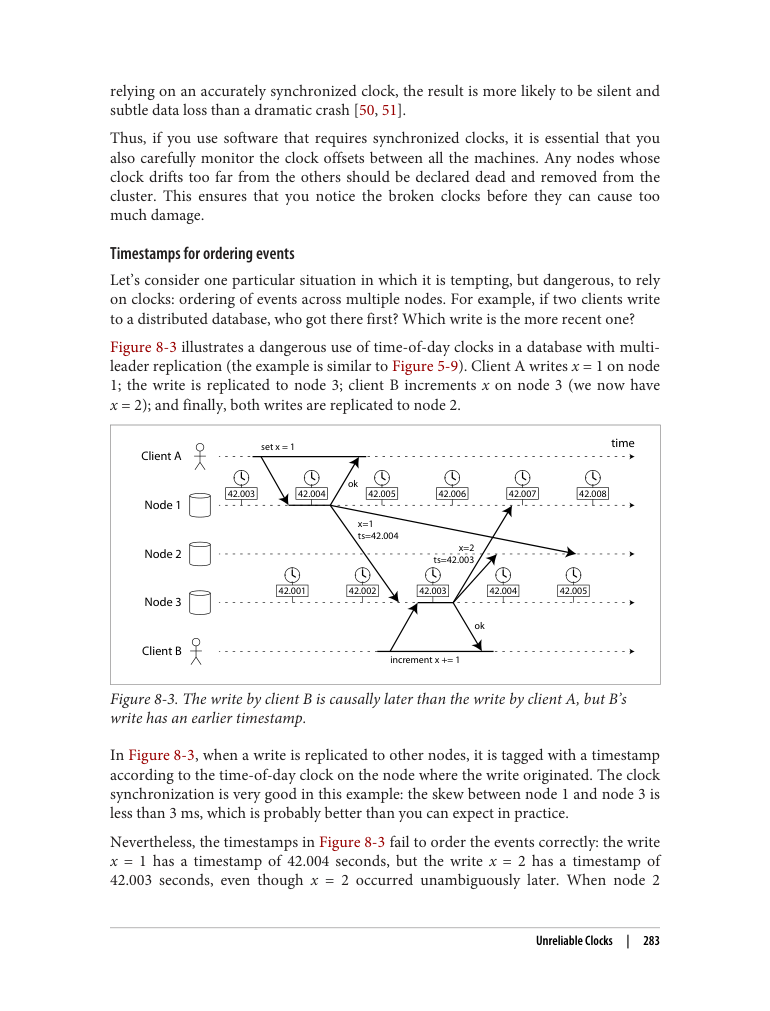 relying on an accurately synchronized clock, the result is more likely to be silent and
subtle data loss than a dramatic crash [50, 51].
Thus, if you use software that requires synchronized clocks, it is essential that you
also carefully monitor the clock offsets between all the machines. Any nodes whose
clock drifts too far from the others should be declared dead and removed from the
cluster. This ensures that you notice the broken clocks before they can cause too
much damage.
Timestamps for ordering events
Let’s consider one particular situation in which it is tempting, but dangerous, to rely
on clocks: ordering of events across multiple nodes. For example, if two clients write
to a distributed database, who got there first? Which write is the more recent one?
Figure 8-3 illustrates a dangerous use of time-of-day clocks in a database with multi-
leader replication (the example is similar to Figure 5-9). Client A writes x = 1 on node
1; the write is replicated to node 3; client B increments x on node 3 (we now have
x = 2); and finally, both writes are replicated to node 2.
set x = 1
time
Client A
ok
42.003 42.004 42.005 42.006 42.007 42.008
Node 1
x=1
ts=42.004
x=2
ts=42.003
Node 2
42.001 42.002 42.003 42.004 42.005
Node 3
ok
Client B
increment x += 1
Figure 8-3. The write by client B is causally later than the write by client A, but B’s
write has an earlier timestamp.
In Figure 8-3, when a write is replicated to other nodes, it is tagged with a timestamp
according to the time-of-day clock on the node where the write originated. The clock
synchronization is very good in this example: the skew between node 1 and node 3 is
less than 3 ms, which is probably better than you can expect in practice.
Nevertheless, the timestamps in Figure 8-3 fail to order the events correctly: the write
x = 1 has a timestamp of 42.004 seconds, but the write x = 2 has a timestamp of
42.003 seconds, even though x = 2 occurred unambiguously later. When node 2
Unreliable Clocks | 283